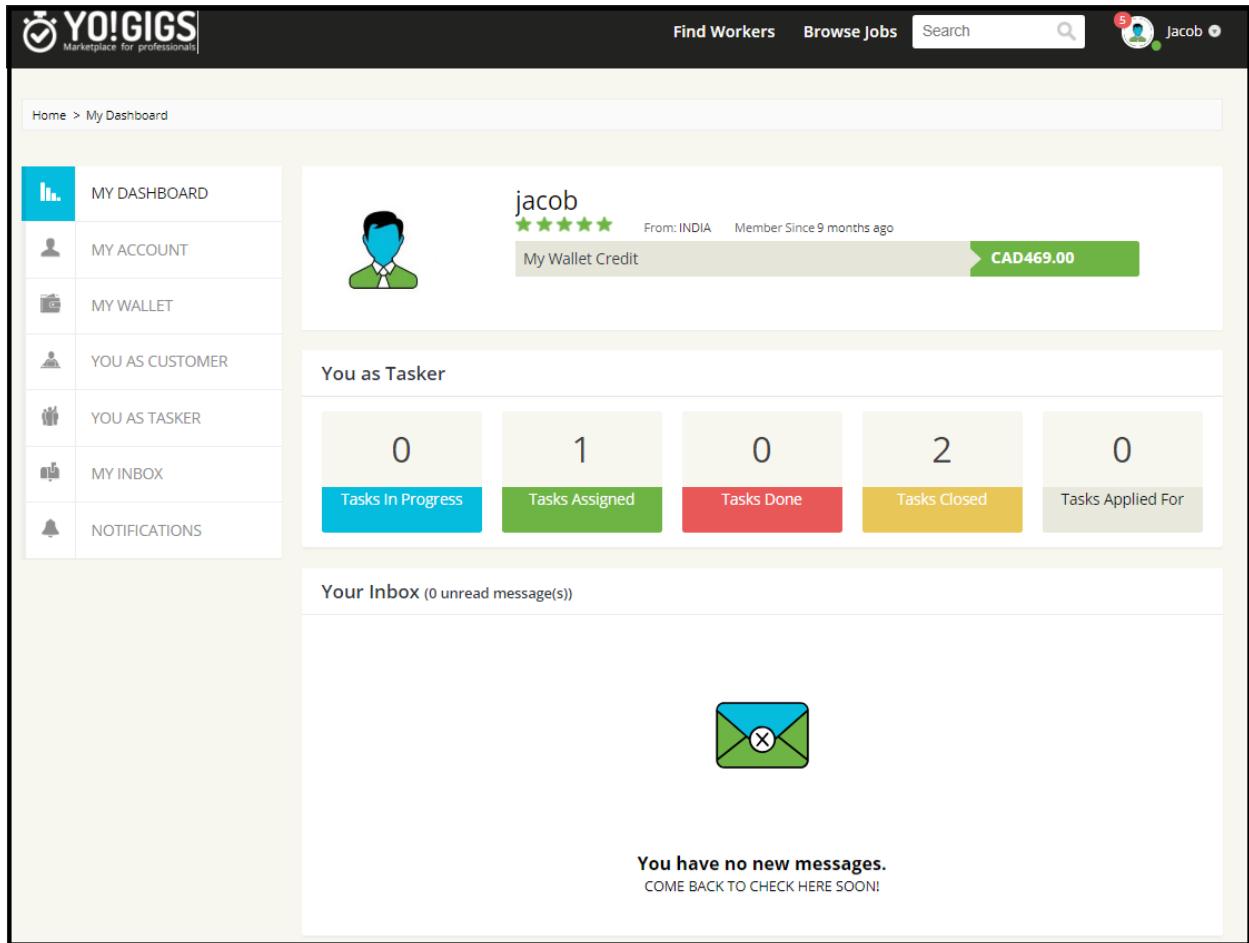 YO!GIGS
Marketplace for professionals
Find Workers Browse Jobs Search 5 Jacob
Home > My Dashboard
MY DASHBOARD
MY ACCOUNT
MY WALLET
YOU AS CUSTOMER
YOU AS TASKER
MY INBOX
NOTIFICATIONS
jacob
From: INDIA Member Since 9 months ago
My Wallet Credit CAD469.00
You as Tasker
0 1 0 2 0
Tasks In Progress Tasks Assigned Tasks Done Tasks Closed Tasks Applied For
Your Inbox (0 unread message(s))
X
You have no new messages.
COME BACK TO CHECK HERE SOON!